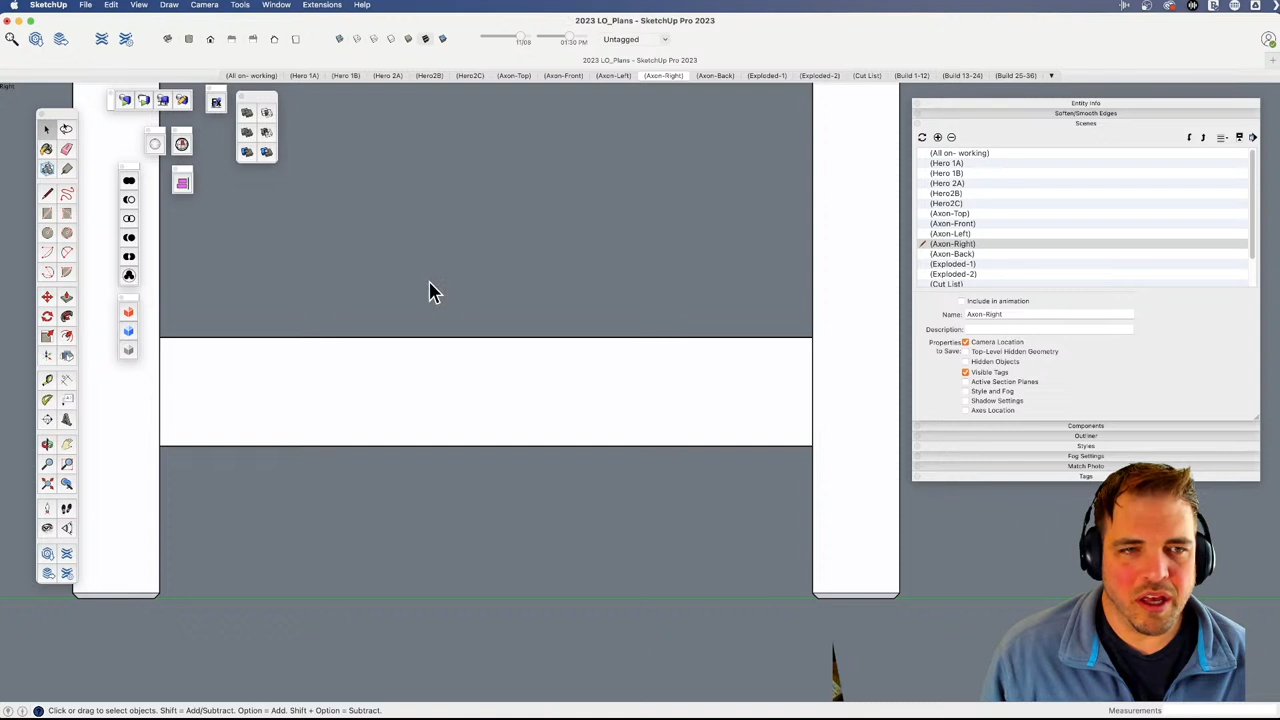 SketchUp File Edit View Draw Camera Tools Window Extensions Help
2023 LO_Plans - SketchUp Pro 2023
11/08 01:30 PM Untagged
2023 LO_Plans - SketchUp Pro 2023
(All on- working) (Hero 1A) (Hero 1B) (Hero 2A) (Hero2B) (Hero2C) (Axon-Top) (Axon-Front) (Axon-Left) (Axon-Right) (Axon-Back) (Exploded-1) (Exploded-2) (Cut List) (Build 1-12) (Build 13-24) (Build 25-36)
Right
Entity Info
Soften/Smooth Edges
Scenes
(All on- working)
(Hero 1A)
(Hero 1B)
(Hero 2A)
(Hero2B)
(Hero2C)
(Axon-Top)
(Axon-Front)
(Axon-Left)
(Axon-Right)
(Axon-Back)
(Exploded-1)
(Exploded-2)
(Cut List)
Include in animation
Name: Axon-Right
Description:
Properties to Save: Camera Location
Top-Level Hidden Geometry
Hidden Objects
Visible Tags
Active Section Planes
Style and Fog
Shadow Settings
Axes Location
Components
Outliner
Styles
Fog Settings
Match Photo
Tags
Click or drag to select objects. Shift = Add/Subtract. Option = Add. Shift + Option = Subtract. Measurements